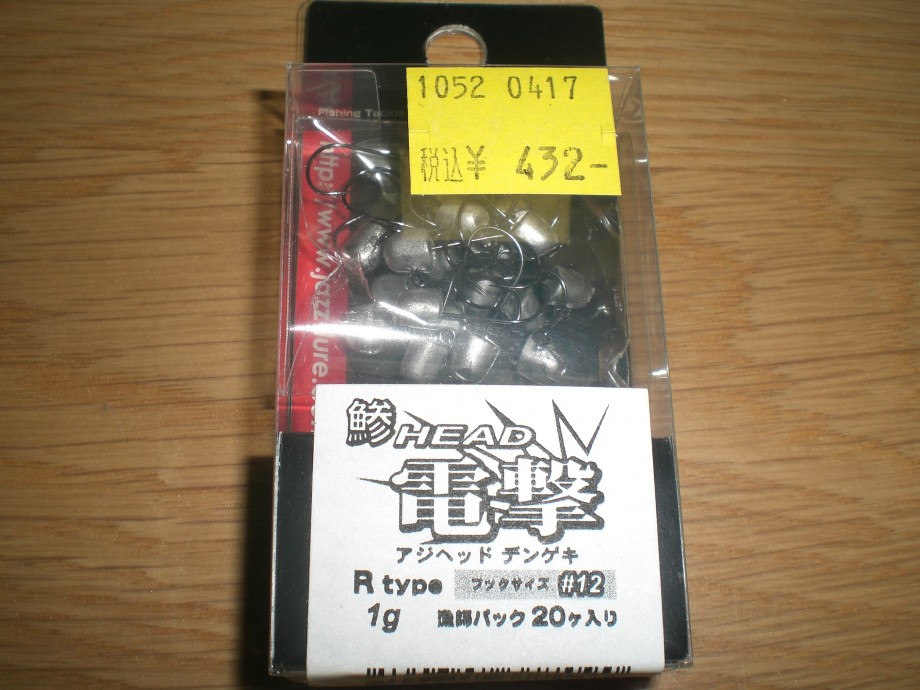 1052 0417
税込¥ 432-
Fishing Tackle
http://www.jazz
鯵HEAD
電撃
アジヘッド デンゲキ
R type フックサイズ #12
1g 漁師パック 20ヶ入り